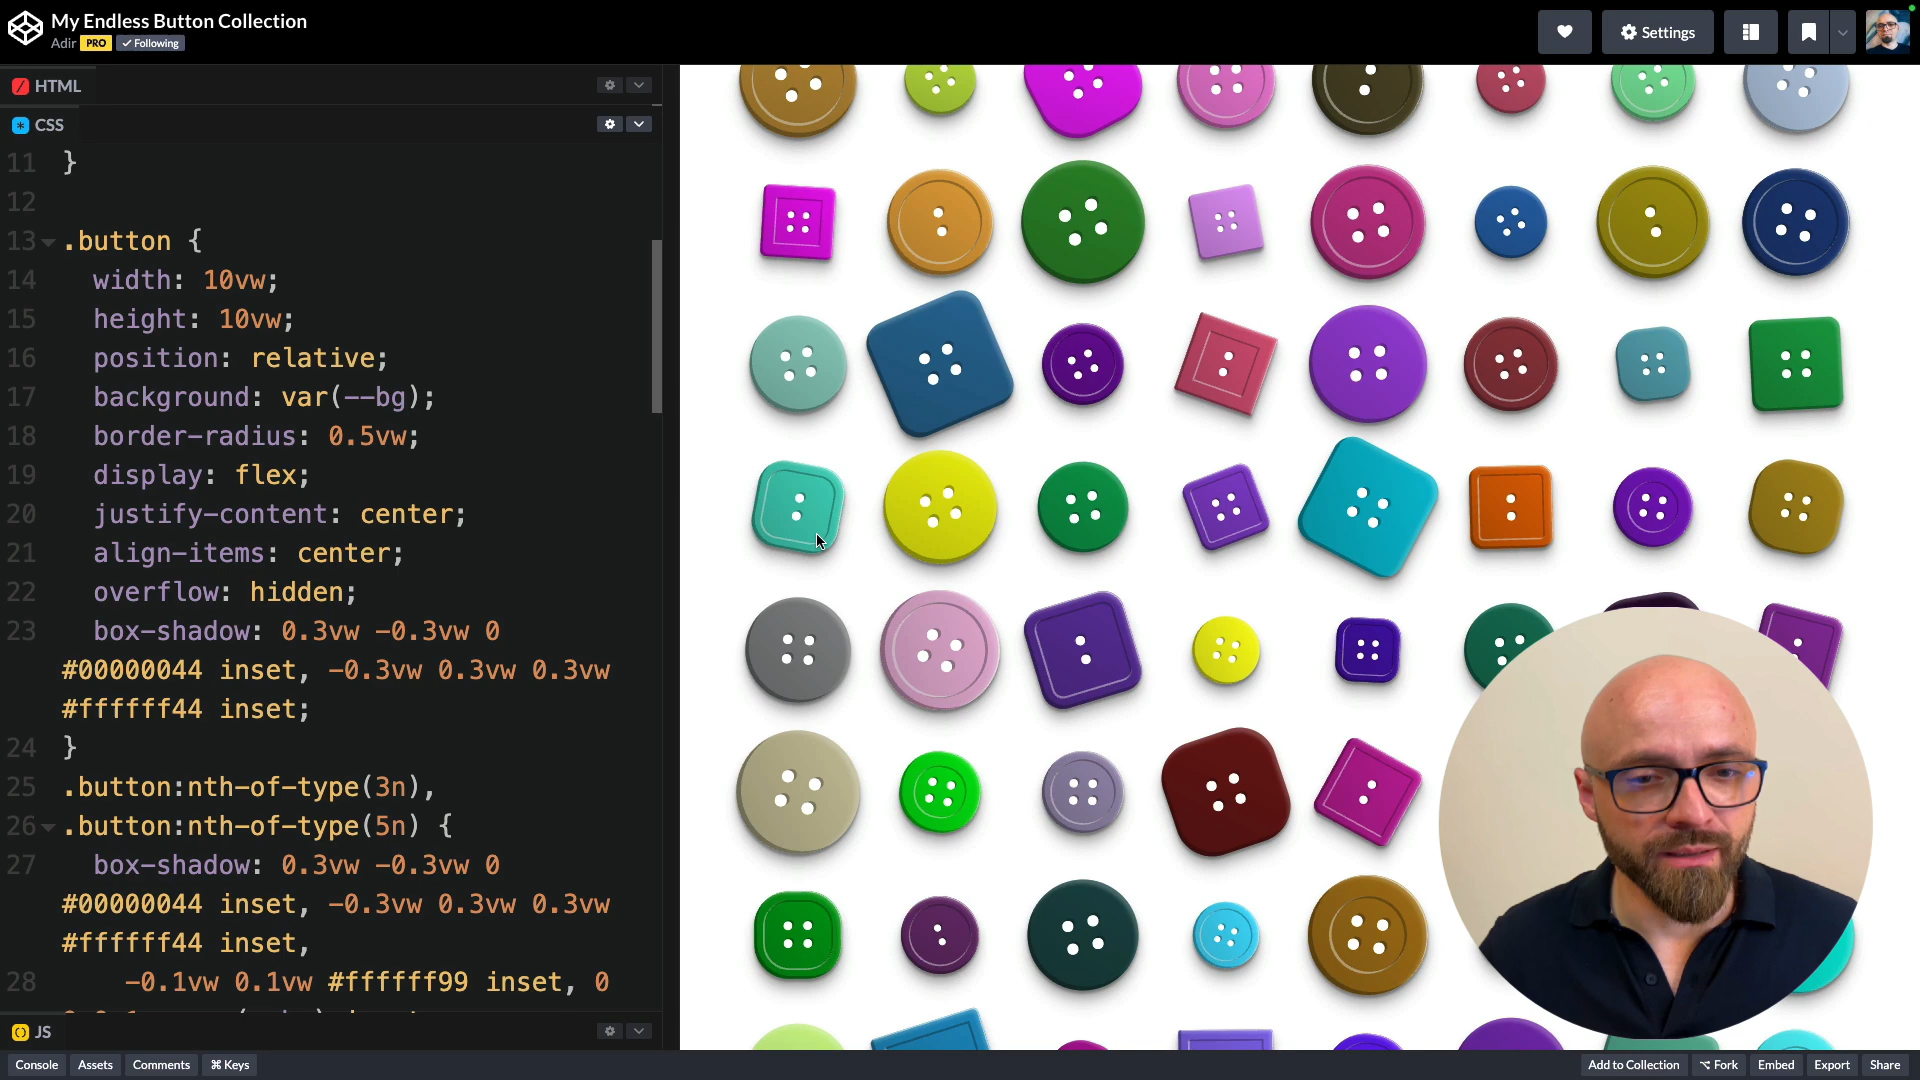 My Endless Button Collection
Adir PRO ✓ Following
Settings
HTML
CSS
11 }
12
13 .button {
14 width: 10vw;
15 height: 10vw;
16 position: relative;
17 background: var(--bg);
18 border-radius: 0.5vw;
19 display: flex;
20 justify-content: center;
21 align-items: center;
22 overflow: hidden;
23 box-shadow: 0.3vw -0.3vw 0
#00000044 inset, -0.3vw 0.3vw 0.3vw
#ffffff44 inset;
24 }
25 .button:nth-of-type(3n),
26 .button:nth-of-type(5n) {
27 box-shadow: 0.3vw -0.3vw 0
#00000044 inset, -0.3vw 0.3vw 0.3vw
#ffffff44 inset,
28 -0.1vw 0.1vw #ffffff99 inset, 0
JS
Console Assets Comments ⌘ Keys
Add to Collection Fork Embed Export Share